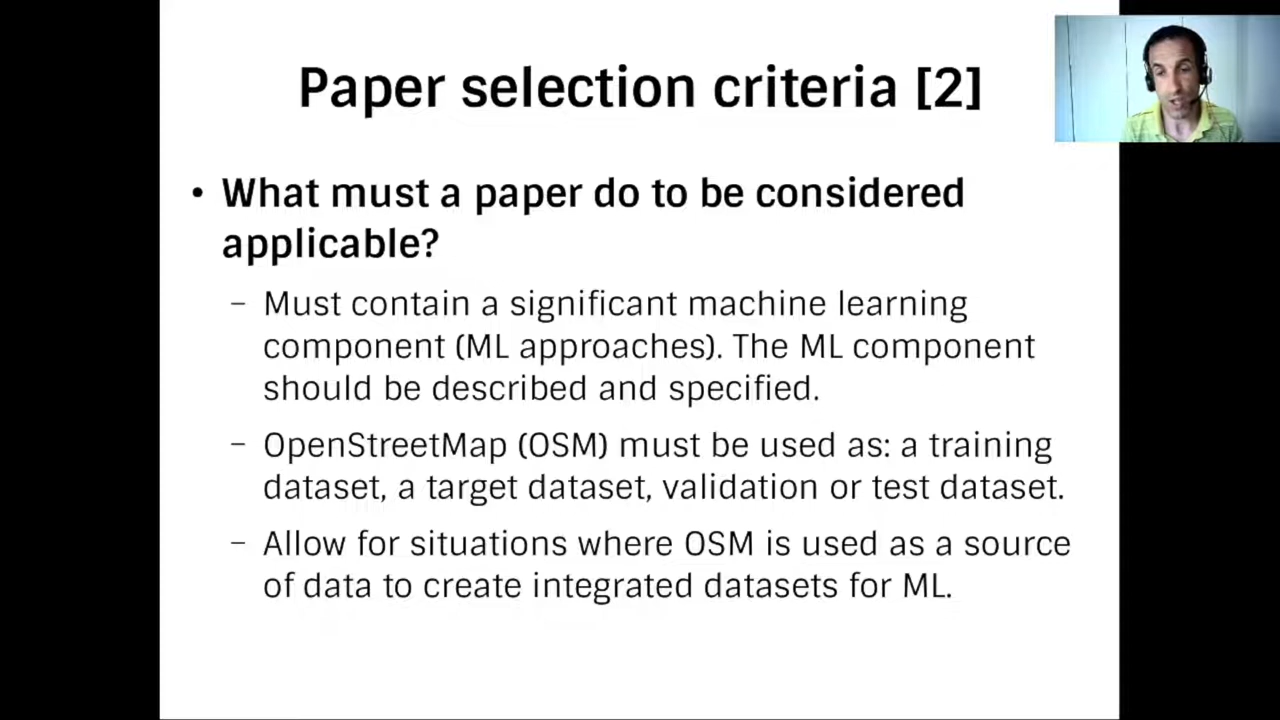 Paper selection criteria [2]
• What must a paper do to be considered
applicable?
– Must contain a significant machine learning
component (ML approaches). The ML component
should be described and specified.
– OpenStreetMap (OSM) must be used as: a training
dataset, a target dataset, validation or test dataset.
– Allow for situations where OSM is used as a source
of data to create integrated datasets for ML.